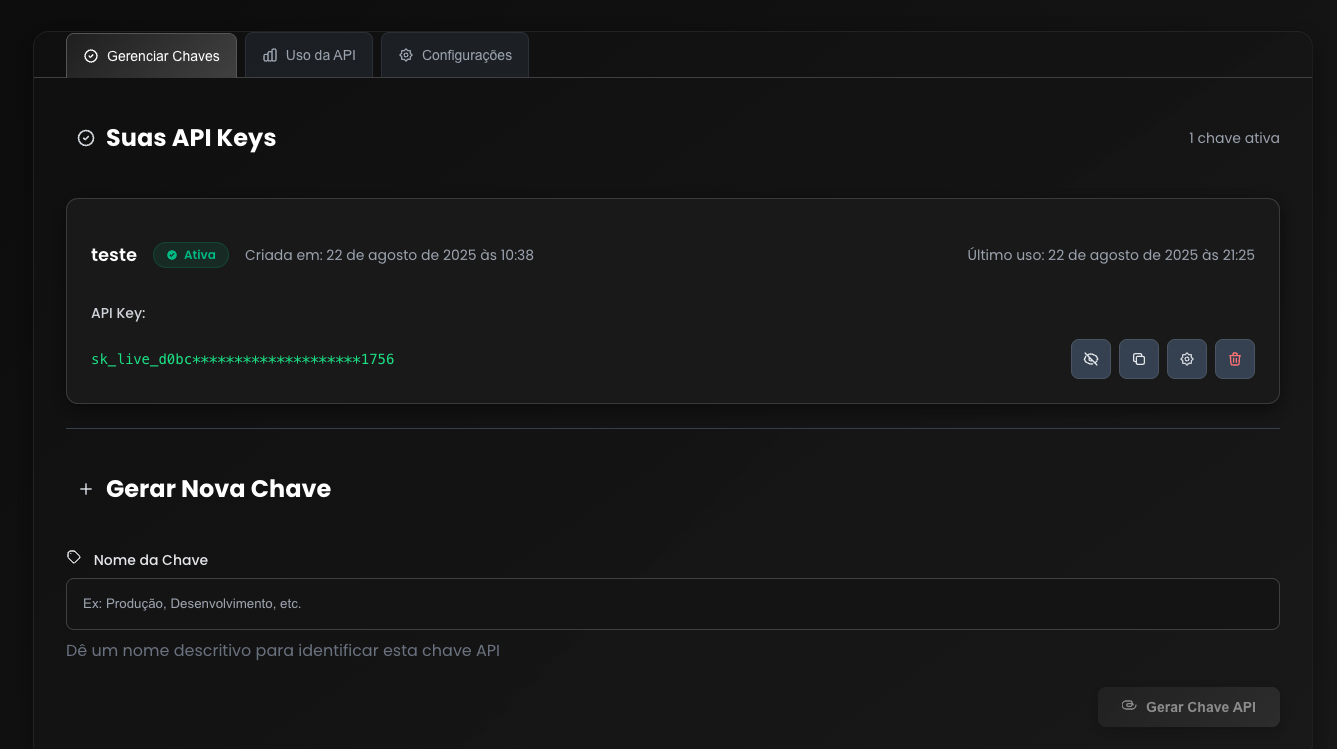 Gerenciar Chaves Uso da API Configurações
Suas API Keys 1 chave ativa
teste Ativa Criada em: 22 de agosto de 2025 às 10:38 Último uso: 22 de agosto de 2025 às 21:25
API Key:
sk_live_d0bc********************1756
Gerar Nova Chave
Nome da Chave
Ex: Produção, Desenvolvimento, etc.
Dê um nome descritivo para identificar esta chave API
Gerar Chave API